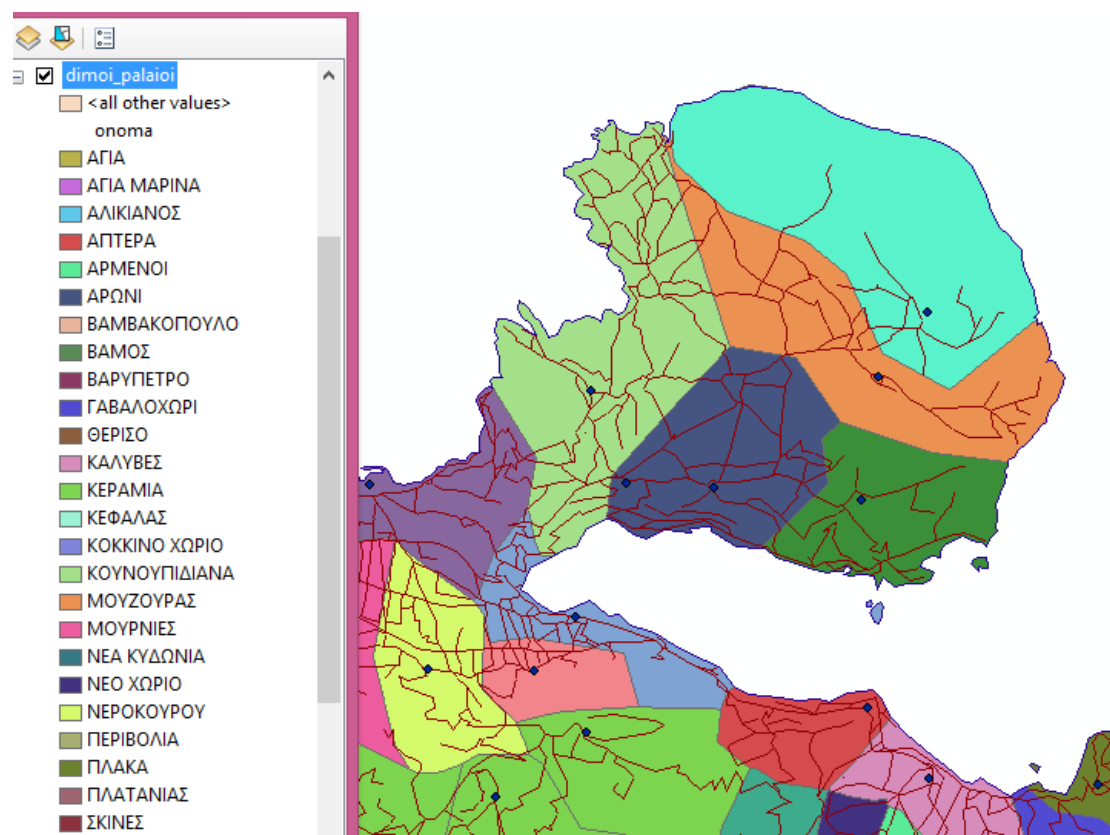 dimoi_palaioi
<all other values>
onoma
ΑΓΙΑ
ΑΓΙΑ ΜΑΡΙΝΑ
ΑΛΙΚΙΑΝΟΣ
ΑΠΤΕΡΑ
ΑΡΜΕΝΟΙ
ΑΡΩΝΙ
ΒΑΜΒΑΚΟΠΟΥΛΟ
ΒΑΜΟΣ
ΒΑΡΥΠΕΤΡΟ
ΓΑΒΑΛΟΧΩΡΙ
ΘΕΡΙΣΟ
ΚΑΛΥΒΕΣ
ΚΕΡΑΜΙΑ
ΚΕΦΑΛΑΣ
ΚΟΚΚΙΝΟ ΧΩΡΙΟ
ΚΟΥΝΟΥΠΙΔΙΑΝΑ
ΜΟΥΖΟΥΡΑΣ
ΜΟΥΡΝΙΕΣ
ΝΕΑ ΚΥΔΩΝΙΑ
ΝΕΟ ΧΩΡΙΟ
ΝΕΡΟΚΟΥΡΟΥ
ΠΕΡΙΒΟΛΙΑ
ΠΛΑΚΑ
ΠΛΑΤΑΝΙΑΣ
ΣΚΙΝΕΣ